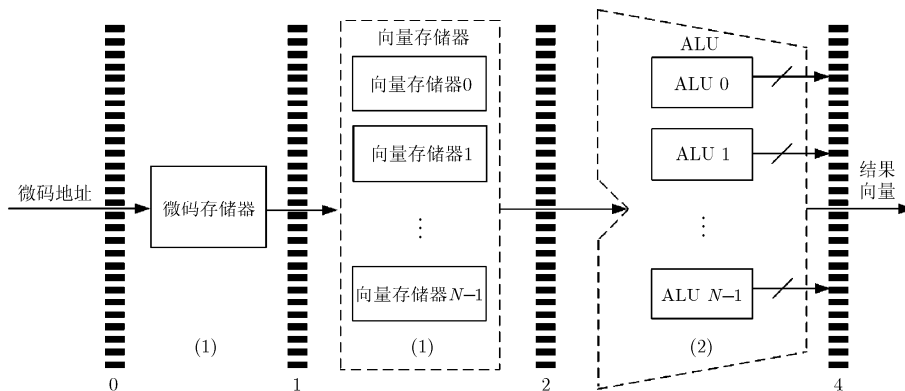 向量存储器
ALU
向量存储器0
ALU 0
向量存储器1
ALU 1
微码地址
微码存储器
结果
向量
⋮
⋮
向量存储器N−1
ALU N−1
(1)
(1)
(2)
0
1
2
4